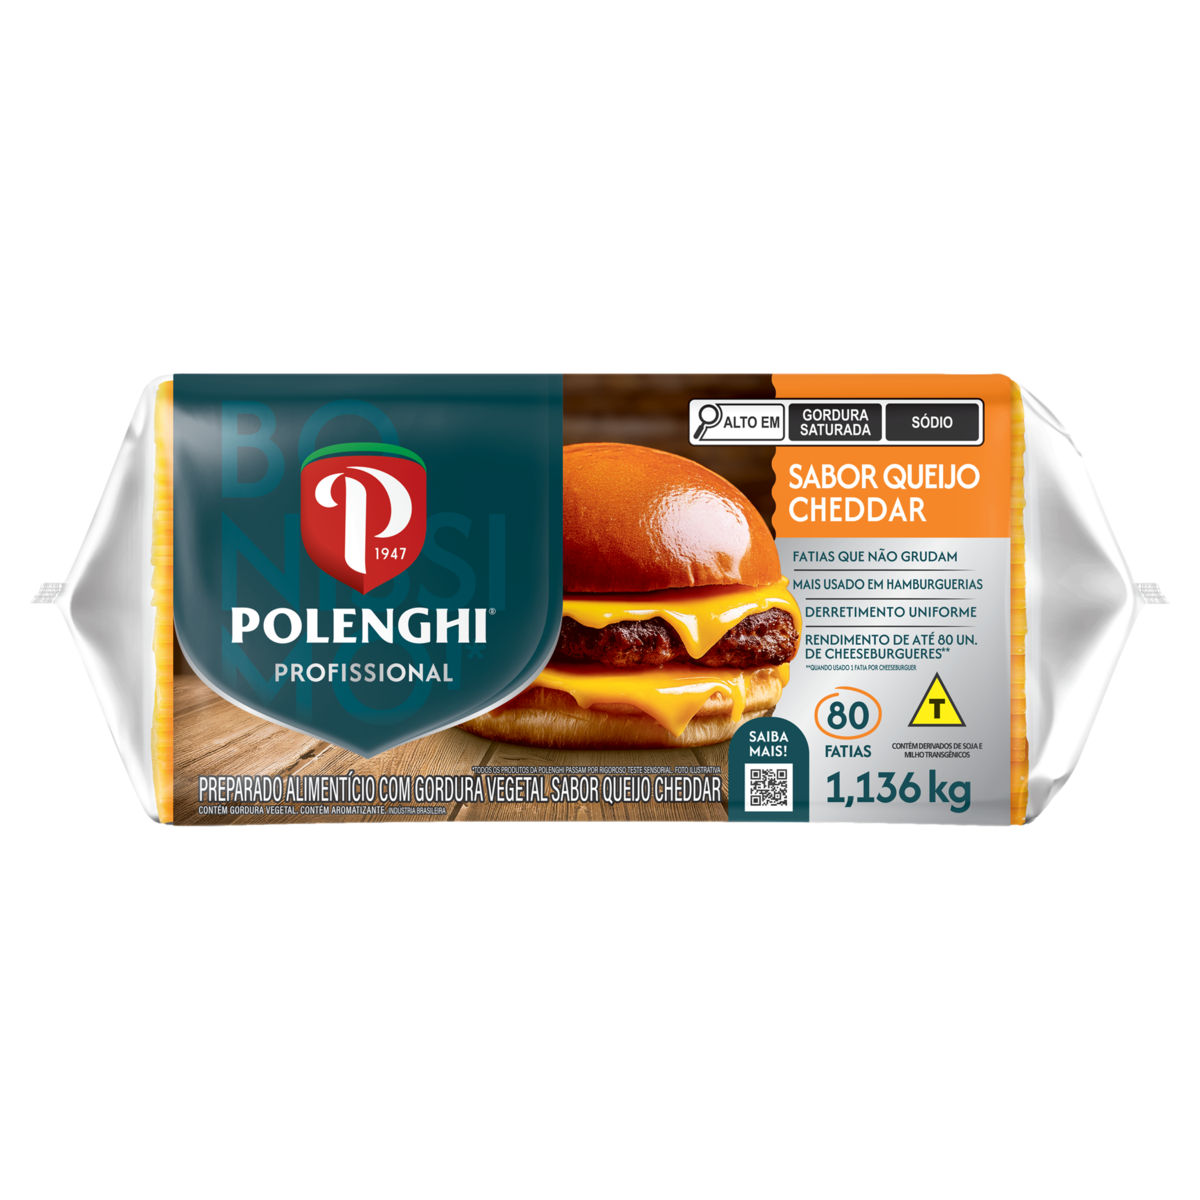 BO
NISSI
MO*
P
1947
POLENGHI®
PROFISSIONAL
ALTO EM
GORDURA
SATURADA
SÓDIO
SABOR QUEIJO
CHEDDAR
FATIAS QUE NÃO GRUDAM
MAIS USADO EM HAMBURGUERIAS
DERRETIMENTO UNIFORME
RENDIMENTO DE ATÉ 80 UN.
DE CHEESEBURGUERES**
**QUANDO USADO 1 FATIA POR CHEESEBURGUER
80
FATIAS
T
CONTÉM DERIVADOS DE SOJA E
MILHO TRANSGÊNICOS
1,136 kg
SAIBA
MAIS!
*TODOS OS PRODUTOS DA POLENGHI PASSAM POR RIGOROSO TESTE SENSORIAL. FOTO ILUSTRATIVA
PREPARADO ALIMENTÍCIO COM GORDURA VEGETAL SABOR QUEIJO CHEDDAR
CONTÉM GORDURA VEGETAL. CONTÉM AROMATIZANTE. INDÚSTRIA BRASILEIRA